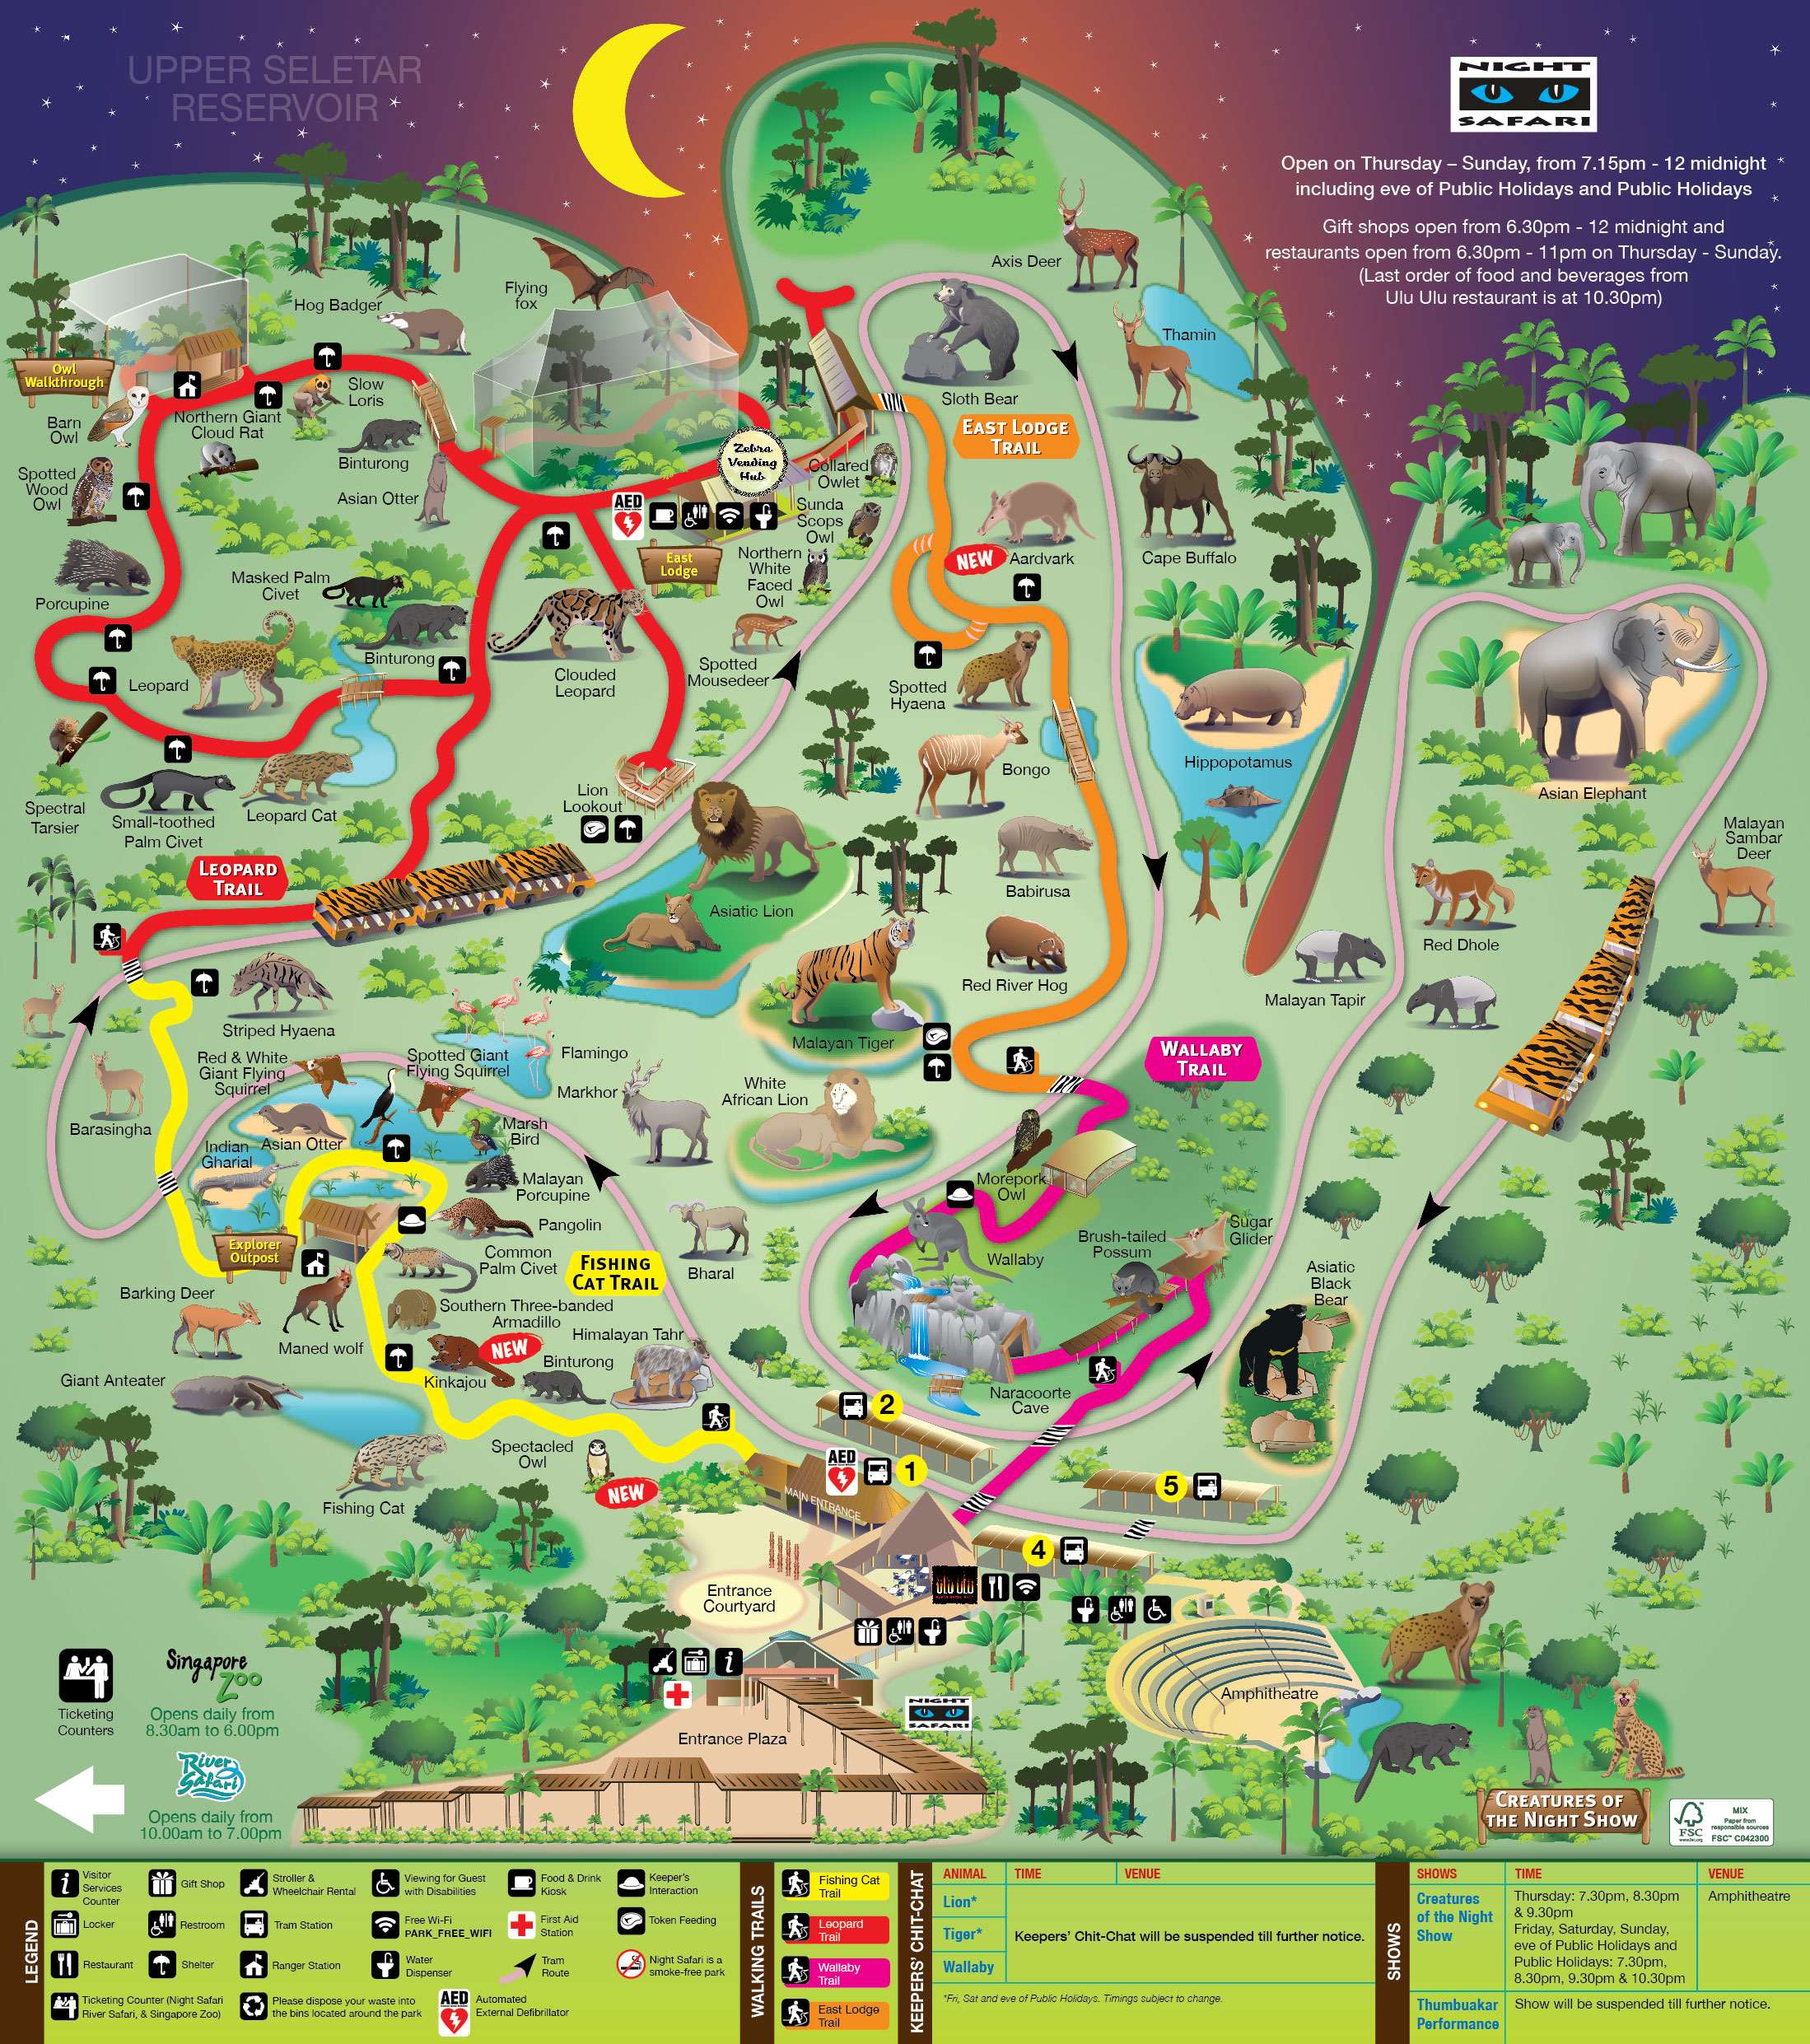 UPPER SELETAR
RESERVOIR
NIGHT
SAFARI
Open on Thursday – Sunday, from 7.15pm - 12 midnight
including eve of Public Holidays and Public Holidays
Gift shops open from 6.30pm - 12 midnight and
restaurants open from 6.30pm - 11pm on Thursday - Sunday.
(Last order of food and beverages from
Ulu Ulu restaurant is at 10.30pm)
Axis Deer
Thamin
Flying
fox
Hog Badger
Owl
Walkthrough
Slow
Loris
Sloth Bear
Barn
Owl
Northern Giant
Cloud Rat
Binturong
EAST LODGE
TRAIL
Zebra
Vending
Hub
Collared
Owlet
Spotted
Wood
Owl
Asian Otter
AED
Sunda
Scops
Owl
East
Lodge
Northern
White
Faced
Owl
NEW
Aardvark
Cape Buffalo
Masked Palm
Civet
Porcupine
Binturong
Leopard
Clouded
Leopard
Spotted
Mousedeer
Spotted
Hyaena
Bongo
Hippopotamus
Asian Elephant
Spectral
Tarsier
Small-toothed
Palm Civet
Leopard Cat
Lion
Lookout
Malayan
Sambar
Deer
LEOPARD
TRAIL
Babirusa
Asiatic Lion
Red Dhole
Red River Hog
Malayan Tapir
Striped Hyaena
Malayan Tiger
Flamingo
Red & White
Giant Flying
Squirrel
Spotted Giant
Flying Squirrel
WALLABY
TRAIL
Markhor
White
African Lion
Barasingha
Indian
Gharial
Asian Otter
Marsh
Bird
Malayan
Porcupine
Morepork
Owl
Pangolin
Explorer
Outpost
Common
Palm Civet
FISHING
CAT TRAIL
Bharal
Wallaby
Brush-tailed
Possum
Sugar
Glider
Asiatic
Black
Bear
Barking Deer
Maned wolf
Southern Three-banded
Armadillo
Himalayan Tahr
NEW
Binturong
Kinkajou
Giant Anteater
Naracoorte
Cave
2
Spectacled
Owl
NEW
AED
1
MAIN ENTRANCE
5
Fishing Cat
4
ULU ULU
Entrance
Courtyard
Ticketing
Counters
Singapore
Zoo
Opens daily from
8.30am to 6.00pm
River
Safari
Opens daily from
10.00am to 7.00pm
Entrance Plaza
NIGHT
SAFARI
Amphitheatre
CREATURES OF
THE NIGHT SHOW
FSC
www.fsc.org
MIX
Paper from
responsible sources
FSC™ C042300
LEGEND
Visitor
Services
Counter
Gift Shop
Stroller &
Wheelchair Rental
Viewing for Guest
with Disabilities
Food & Drink
Kiosk
Keeper's
Interaction
Locker
Restroom
Tram Station
Free Wi-Fi
PARK_FREE_WIFI
First Aid
Station
Token Feeding
Restaurant
Shelter
Ranger Station
Water
Dispenser
Tram
Route
Night Safari is a
smoke-free park
Ticketing Counter (Night Safari
River Safari, & Singapore Zoo)
Please dispose your waste into
the bins located around the park
AED
Automated
External Defibrillator
WALKING TRAILS
Fishing Cat
Trail
Leopard
Trail
Wallaby
Trail
East Lodge
Trail
KEEPERS' CHIT-CHAT
ANIMAL TIME VENUE
Lion*
Tiger*
Wallaby
Keepers' Chit-Chat will be suspended till further notice.
*Fri, Sat and eve of Public Holidays. Timings subject to change.
SHOWS
SHOWS TIME VENUE
Creatures
of the Night
Show
Thursday: 7.30pm, 8.30pm
& 9.30pm
Friday, Saturday, Sunday,
eve of Public Holidays and
Public Holidays: 7.30pm,
8.30pm, 9.30pm & 10.30pm
Amphitheatre
Thumbuakar
Performance
Show will be suspended till further notice.